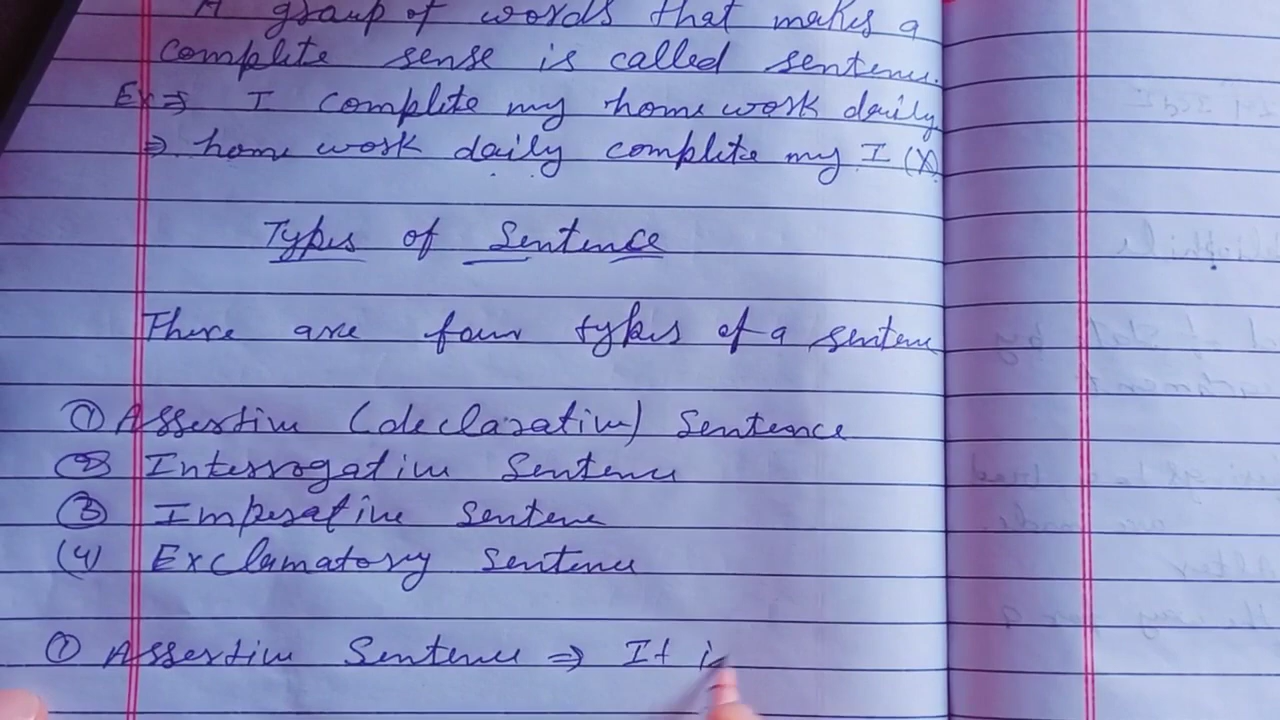 A group of words that makes a
complete sense is called sentence.
Ex ⇒ I complete my home work daily
⇒ home work daily complete my I (X)
Types of Sentence
There are four types of a sentence
① Assertive (declarative) Sentence
② Interrogative Sentence
③ Imperative Sentence
(4) Exclamatory Sentence
① Assertive Sentence ⇒ It i